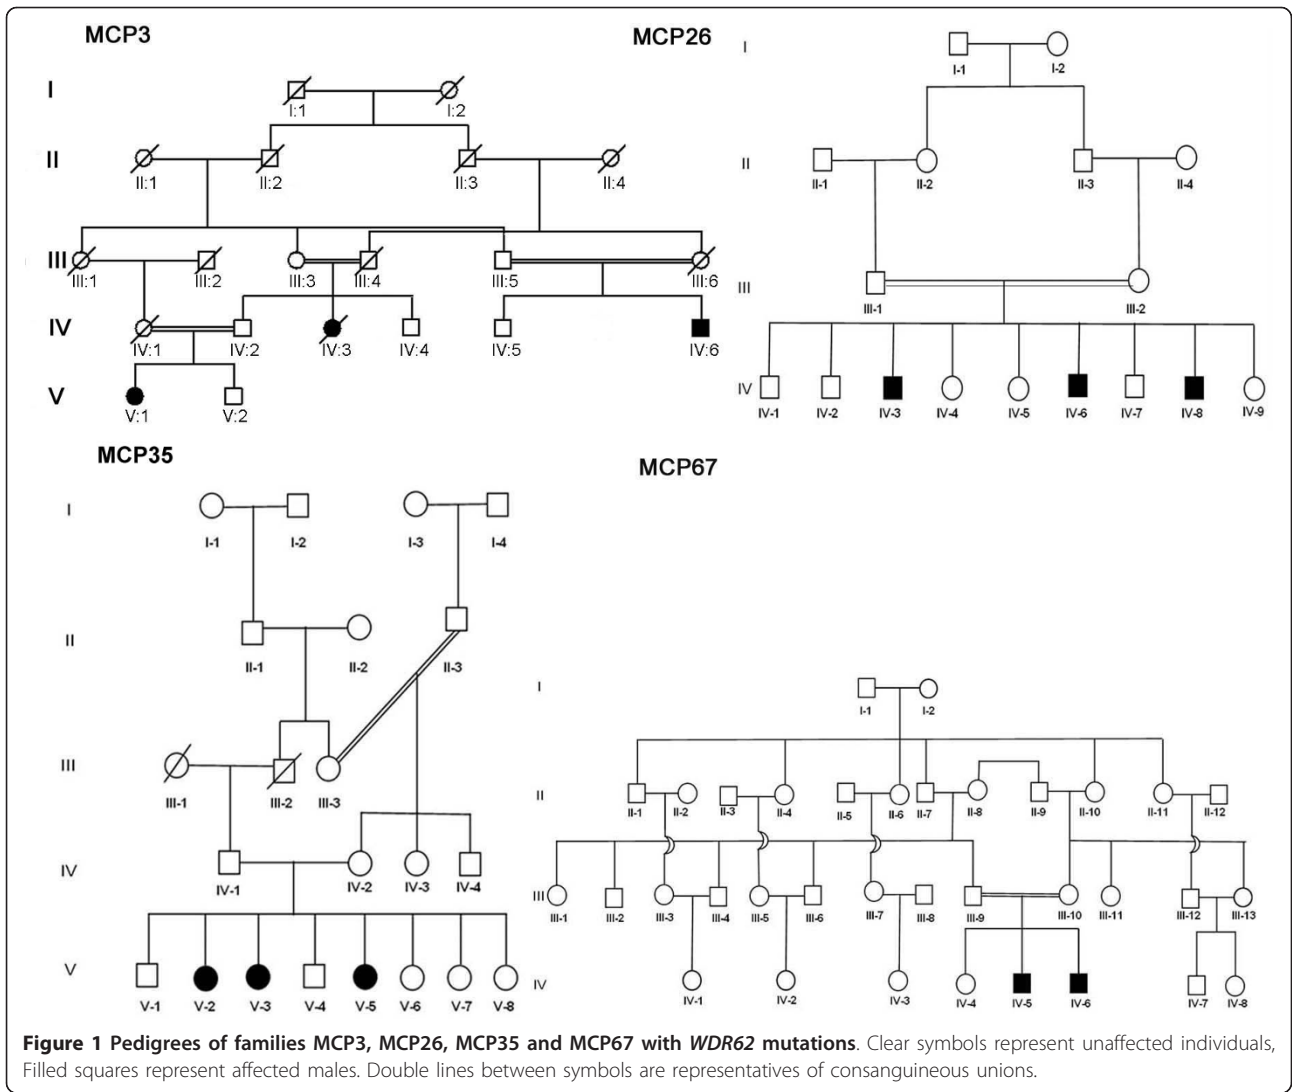 MCP3
I
I:1 I:2
II
II:1 II:2 II:3 II:4
III
III:1 III:2 III:3 III:4 III:5 III:6
IV
IV:1 IV:2 IV:3 IV:4 IV:5 IV:6
V
V:1 V:2
MCP26
I
I-1 I-2
II
II-1 II-2 II-3 II-4
III
III-1 III-2
IV
IV-1 IV-2 IV-3 IV-4 IV-5 IV-6 IV-7 IV-8 IV-9
MCP35
I
I-1 I-2 I-3 I-4
II
II-1 II-2 II-3
III
III-1 III-2 III-3
IV
IV-1 IV-2 IV-3 IV-4
V
V-1 V-2 V-3 V-4 V-5 V-6 V-7 V-8
MCP67
I
I-1 I-2
II
II-1 II-2 II-3 II-4 II-5 II-6 II-7 II-8 II-9 II-10 II-11 II-12
III
III-1 III-2 III-3 III-4 III-5 III-6 III-7 III-8 III-9 III-10 III-11 III-12 III-13
IV
IV-1 IV-2 IV-3 IV-4 IV-5 IV-6 IV-7 IV-8
Figure 1 Pedigrees of families MCP3, MCP26, MCP35 and MCP67 with WDR62 mutations. Clear symbols represent unaffected individuals,
Filled squares represent affected males. Double lines between symbols are representatives of consanguineous unions.